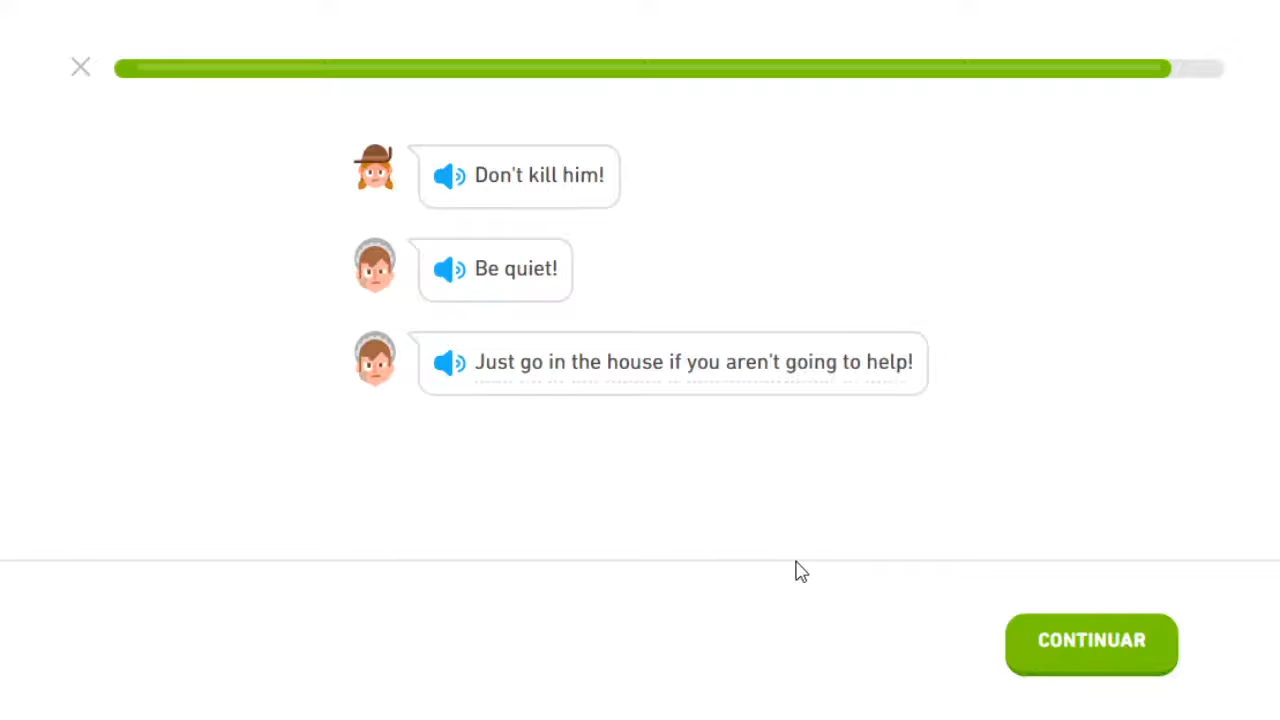 Don't kill him!
Be quiet!
Just go in the house if you aren't going to help!
CONTINUAR